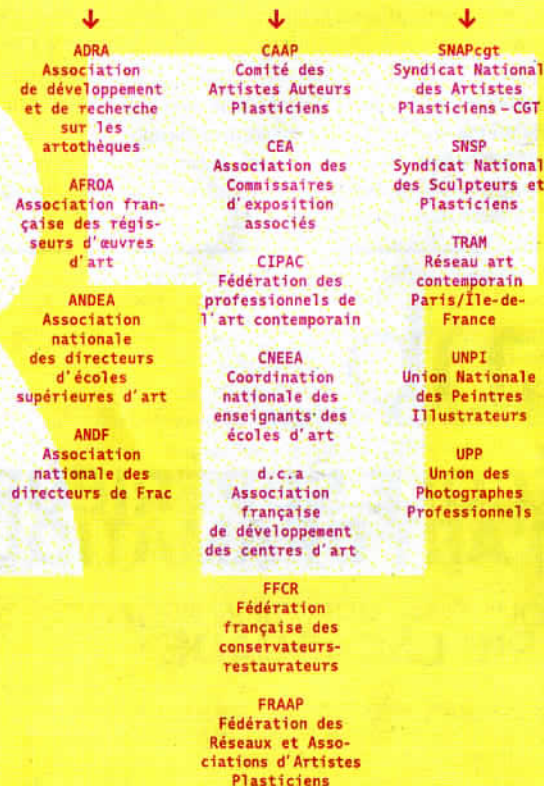 ADRA
Association
de développement
et de recherche
sur les
artothèques
AFROA
Association fran-
çaise des régis-
seurs d'œuvres
d'art
ANDEA
Association
nationale
des directeurs
d'écoles
supérieures d'art
ANDF
Association
nationale des
directeurs de Frac
CAAP
Comité des
Artistes Auteurs
Plasticiens
CEA
Association des
Commissaires
d'exposition
associés
CIPAC
Fédération des
professionnels de
l'art contemporain
CNEEA
Coordination
nationale des
enseignants des
écoles d'art
d.c.a
Association
française
de développement
des centres d'art
FFCR
Fédération
française des
conservateurs-
restaurateurs
FRAAP
Fédération des
Réseaux et Asso-
ciations d'Artistes
Plasticiens
SNAPcgt
Syndicat National
des Artistes
Plasticiens – CGT
SNSP
Syndicat National
des Sculpteurs et
Plasticiens
TRAM
Réseau art
contemporain
Paris/Île-de-
France
UNPI
Union Nationale
des Peintres
Illustrateurs
UPP
Union des
Photographes
Professionnels